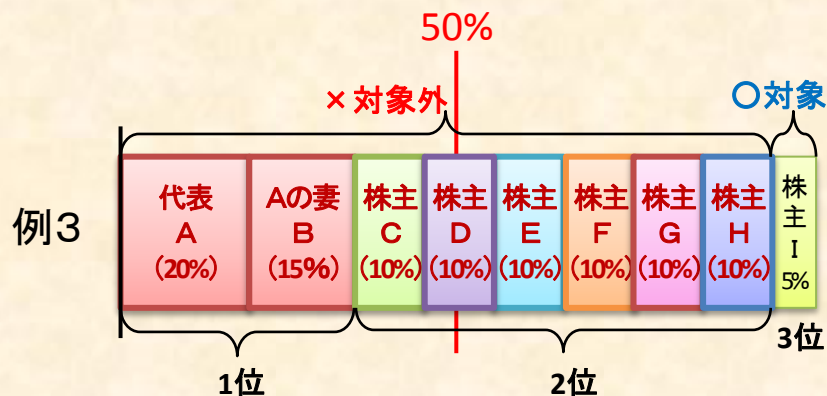 50%
×対象外
○対象
例3
代表
A
(20%)
Aの妻
B
(15%)
株主
C
(10%)
株主
D
(10%)
株主
E
(10%)
株主
F
(10%)
株主
G
(10%)
株主
H
(10%)
株
主
I
5%
1位
2位
3位